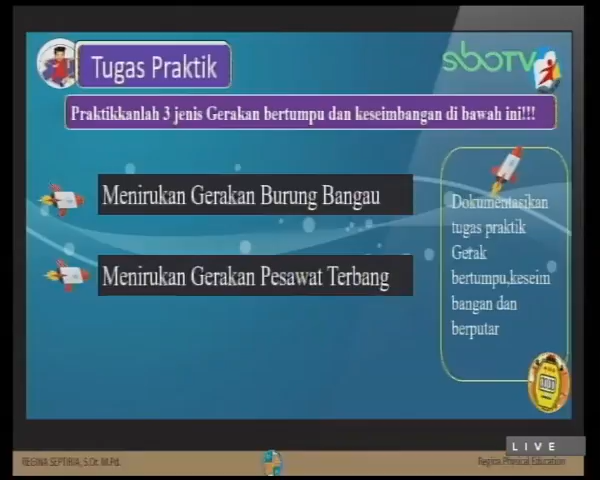 Tugas Praktik
sboTV
Praktikkanlah 3 jenis Gerakan bertumpu dan keseimbangan di bawah ini!!!
Menirukan Gerakan Burung Bangau
Menirukan Gerakan Pesawat Terbang
Dokumentasikan
tugas praktik
Gerak
bertumpu,keseim
bangan dan
berputar
LIVE
REGINA SEPTIRIA, S.Or. M.Pd.
Regina Physical Education